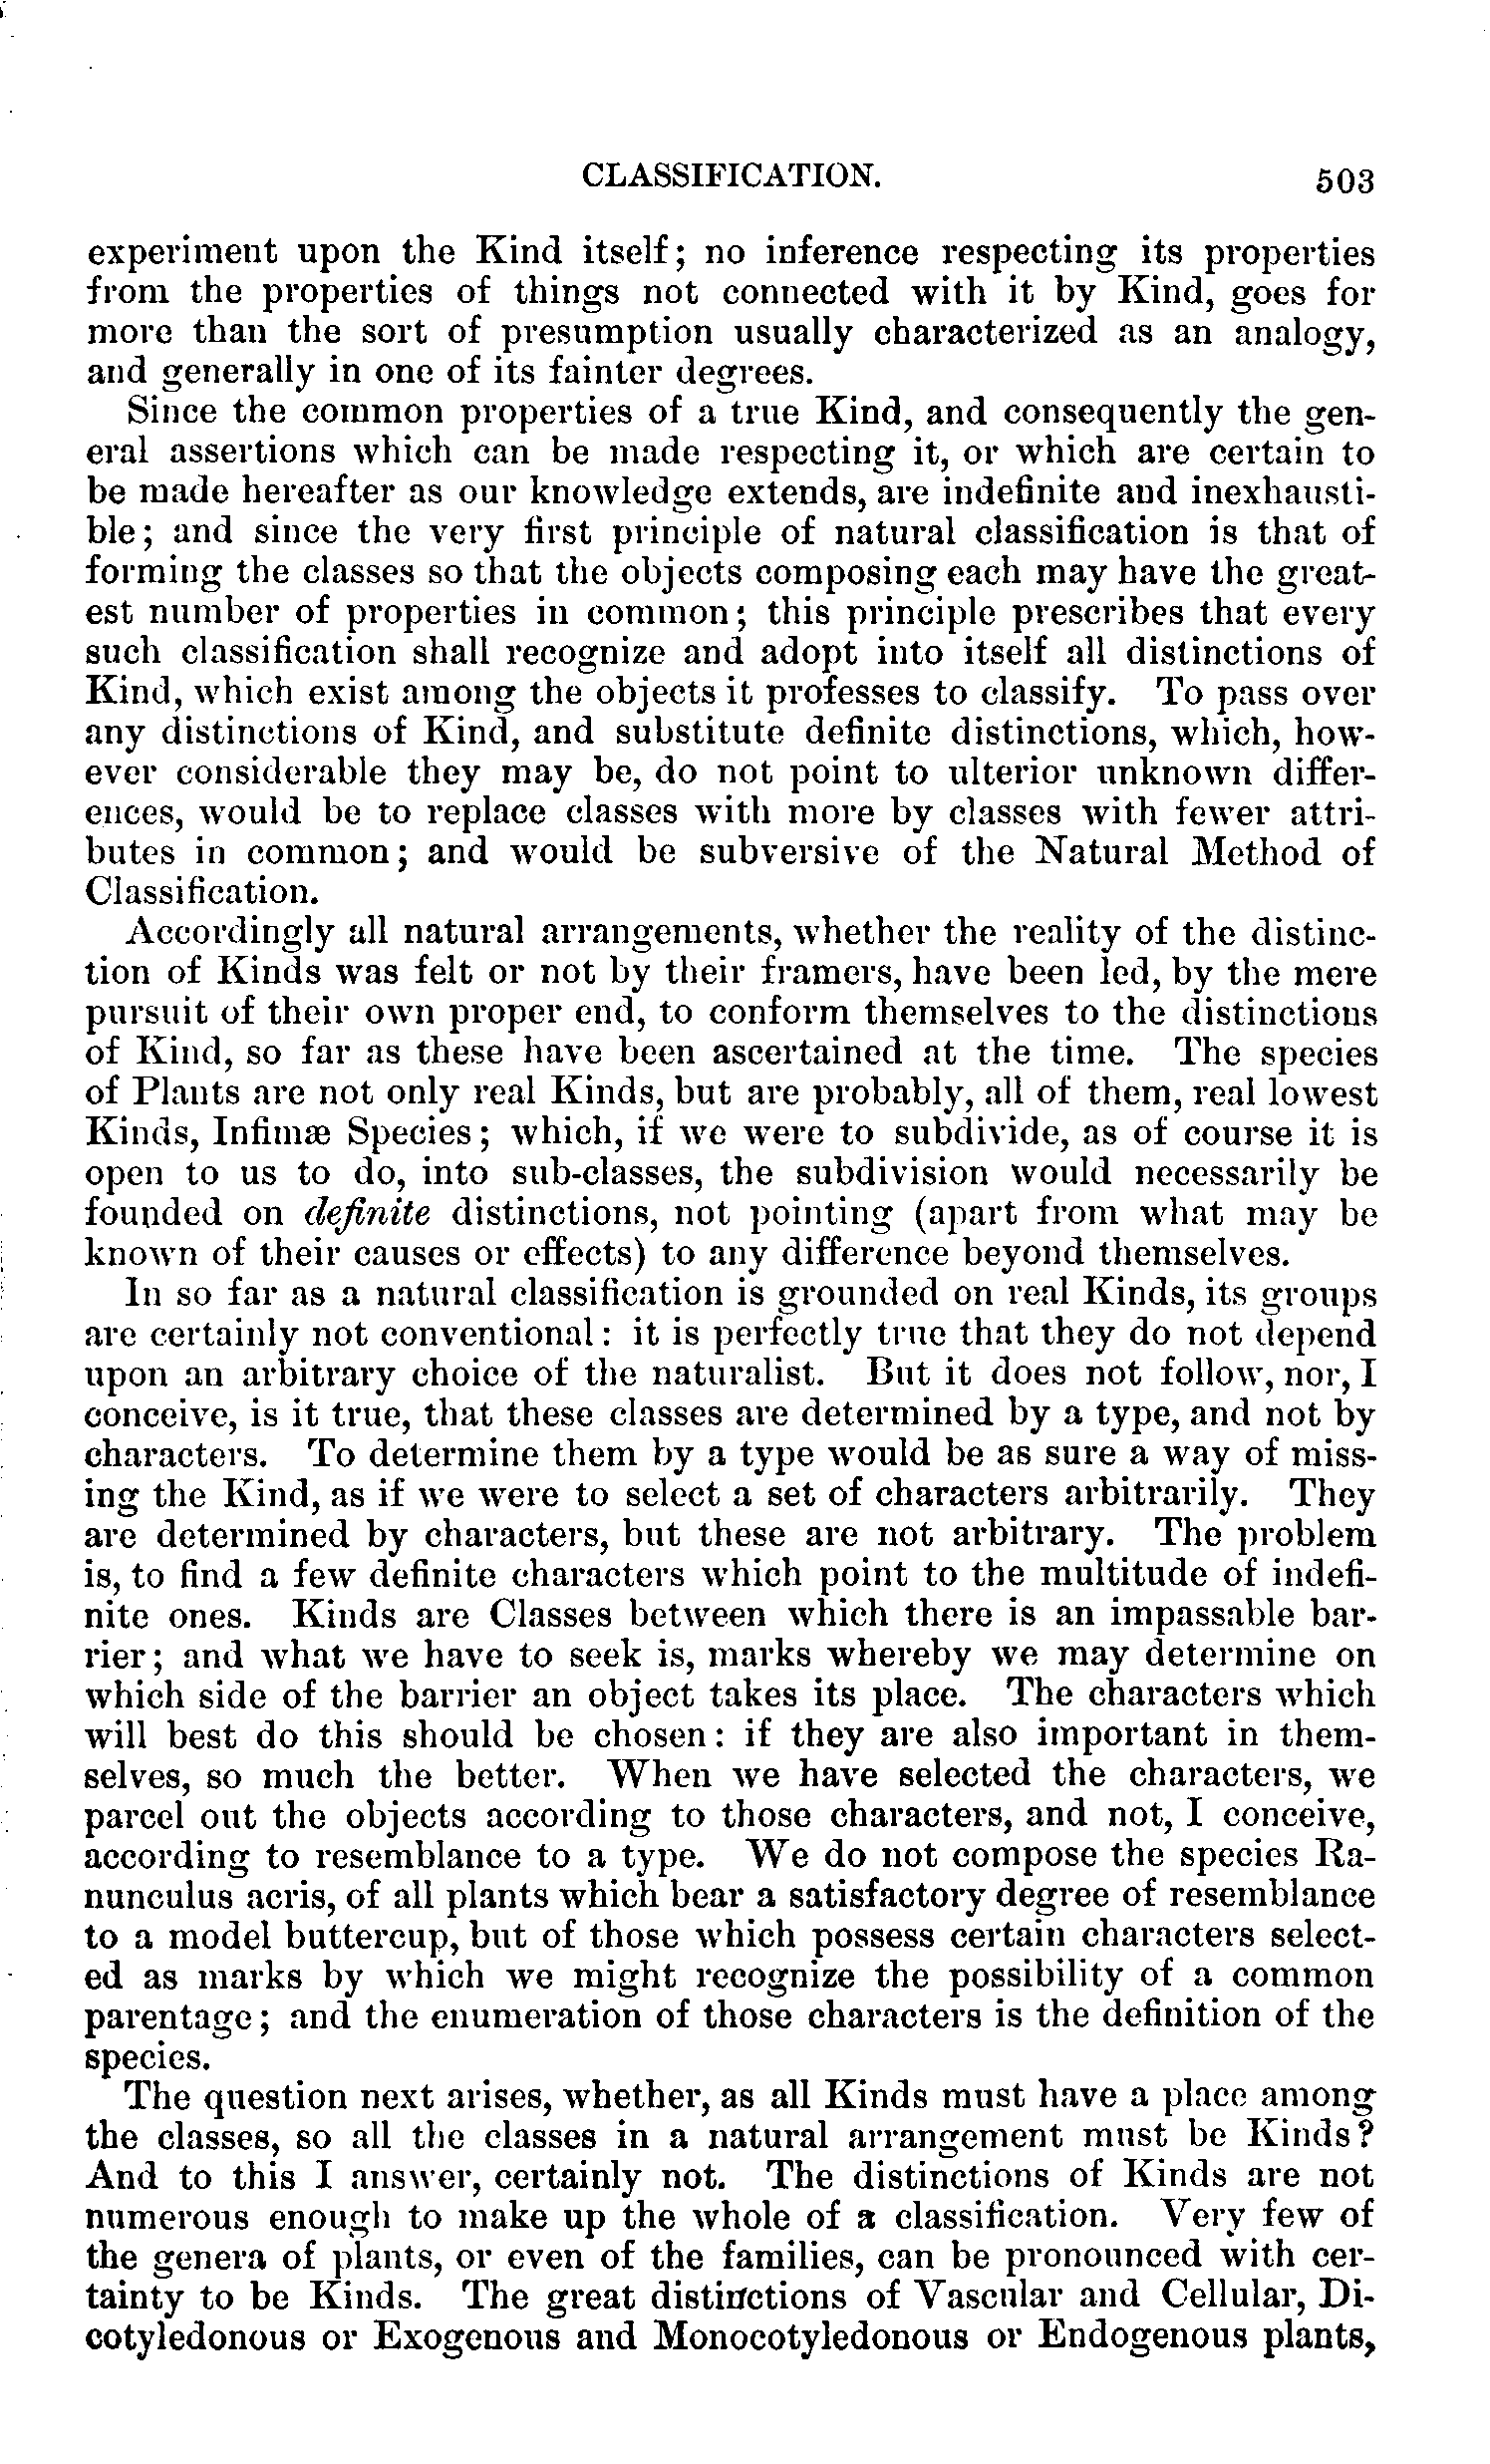 CLASSIFICATION. 503
experiment upon the Kind itself; no inference respecting its properties
from the properties of things not connected with it by Kind, goes for
more than the sort of presumption usually characterized as an analogy,
and generally in one of its fainter degrees.
Since the common properties of a true Kind, and consequently the gen-
eral assertions which can be made respecting it, or which are certain to
be made hereafter as our knowledge extends, are indefinite and inexhausti-
ble; and since the very first principle of natural classification is that of
forming the classes so that the objects composing each may have the great-
est number of properties in common; this principle prescribes that every
such classification shall recognize and adopt into itself all distinctions of
Kind, which exist among the objects it professes to classify. To pass over
any distinctions of Kind, and substitute definite distinctions, which, how-
ever considerable they may be, do not point to ulterior unknown differ-
ences, would be to replace classes with more by classes with fewer attri-
butes in common; and would be subversive of the Natural Method of
Classification.
Accordingly all natural arrangements, whether the reality of the distinc-
tion of Kinds was felt or not by their framers, have been led, by the mere
pursuit of their own proper end, to conform themselves to the distinctions
of Kind, so far as these have been ascertained at the time. The species
of Plants are not only real Kinds, but are probably, all of them, real lowest
Kinds, Infimæ Species; which, if we were to subdivide, as of course it is
open to us to do, into sub-classes, the subdivision would necessarily be
founded on definite distinctions, not pointing (apart from what may be
known of their causes or effects) to any difference beyond themselves.
In so far as a natural classification is grounded on real Kinds, its groups
are certainly not conventional: it is perfectly true that they do not depend
upon an arbitrary choice of the naturalist. But it does not follow, nor, I
conceive, is it true, that these classes are determined by a type, and not by
characters. To determine them by a type would be as sure a way of miss-
ing the Kind, as if we were to select a set of characters arbitrarily. They
are determined by characters, but these are not arbitrary. The problem
is, to find a few definite characters which point to the multitude of indefi-
nite ones. Kinds are Classes between which there is an impassable bar-
rier; and what we have to seek is, marks whereby we may determine on
which side of the barrier an object takes its place. The characters which
will best do this should be chosen: if they are also important in them-
selves, so much the better. When we have selected the characters, we
parcel out the objects according to those characters, and not, I conceive,
according to resemblance to a type. We do not compose the species Ra-
nunculus acris, of all plants which bear a satisfactory degree of resemblance
to a model buttercup, but of those which possess certain characters select-
ed as marks by which we might recognize the possibility of a common
parentage; and the enumeration of those characters is the definition of the
species.
The question next arises, whether, as all Kinds must have a place among
the classes, so all the classes in a natural arrangement must be Kinds?
And to this I answer, certainly not. The distinctions of Kinds are not
numerous enough to make up the whole of a classification. Very few of
the genera of plants, or even of the families, can be pronounced with cer-
tainty to be Kinds. The great distinctions of Vascular and Cellular, Di-
cotyledonous or Exogenous and Monocotyledonous or Endogenous plants,